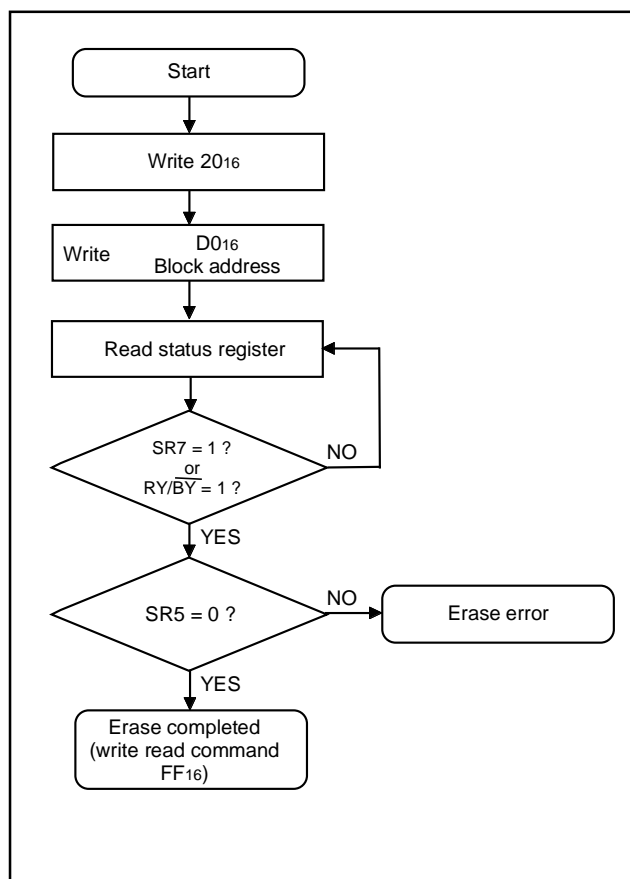 Start
Write 20₁₆
Write D0₁₆
Block address
Read status register
SR7 = 1 ?
or
RY/B̅Y̅ = 1 ?
NO
YES
SR5 = 0 ?
NO
Erase error
YES
Erase completed
(write read command
FF₁₆)